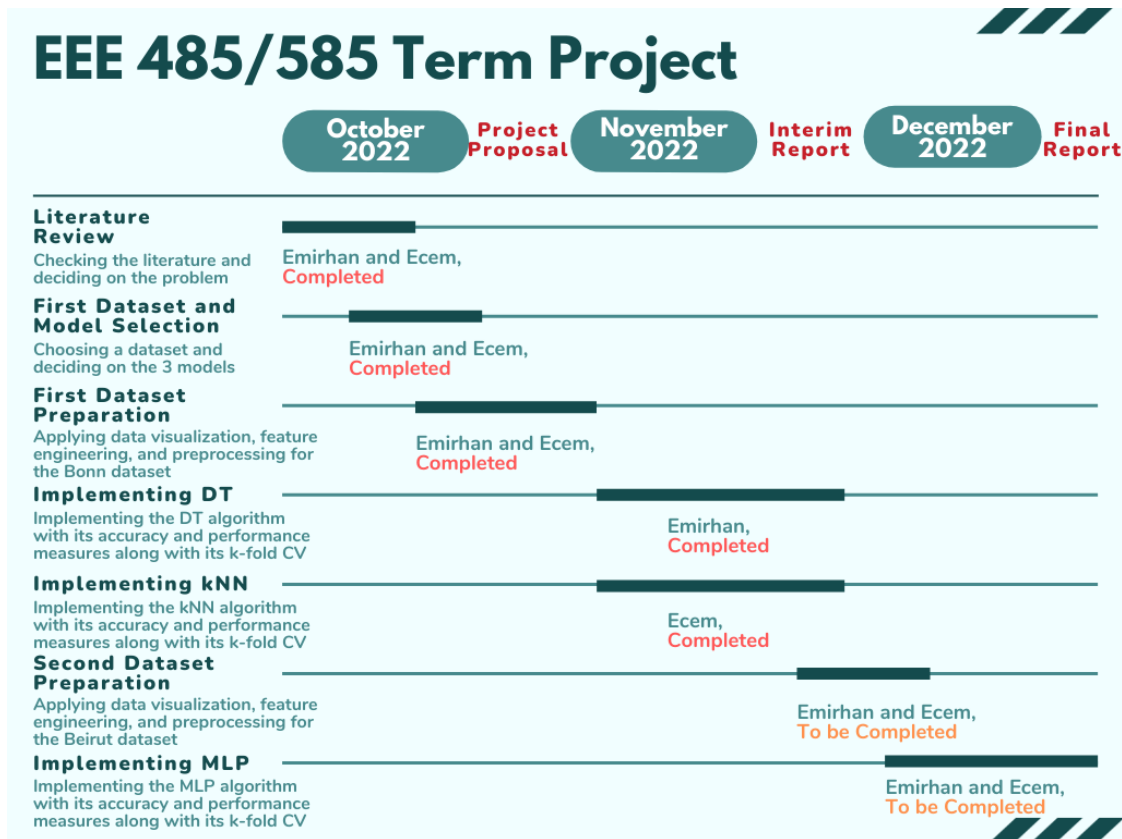 EEE 485/585 Term Project
October
2022
Project
Proposal
November
2022
Interim
Report
December
2022
Final
Report
Literature
Review
Checking the literature and
deciding on the problem
Emirhan and Ecem,
Completed
First Dataset and
Model Selection
Choosing a dataset and
deciding on the 3 models
Emirhan and Ecem,
Completed
First Dataset
Preparation
Applying data visualization, feature
engineering, and preprocessing for
the Bonn dataset
Emirhan and Ecem,
Completed
Implementing DT
Implementing the DT algorithm
with its accuracy and performance
measures along with its k-fold CV
Emirhan,
Completed
Implementing kNN
Implementing the kNN algorithm
with its accuracy and performance
measures along with its k-fold CV
Ecem,
Completed
Second Dataset
Preparation
Applying data visualization, feature
engineering, and preprocessing for
the Beirut dataset
Emirhan and Ecem,
To be Completed
Implementing MLP
Implementing the MLP algorithm
with its accuracy and performance
measures along with its k-fold CV
Emirhan and Ecem,
To be Completed